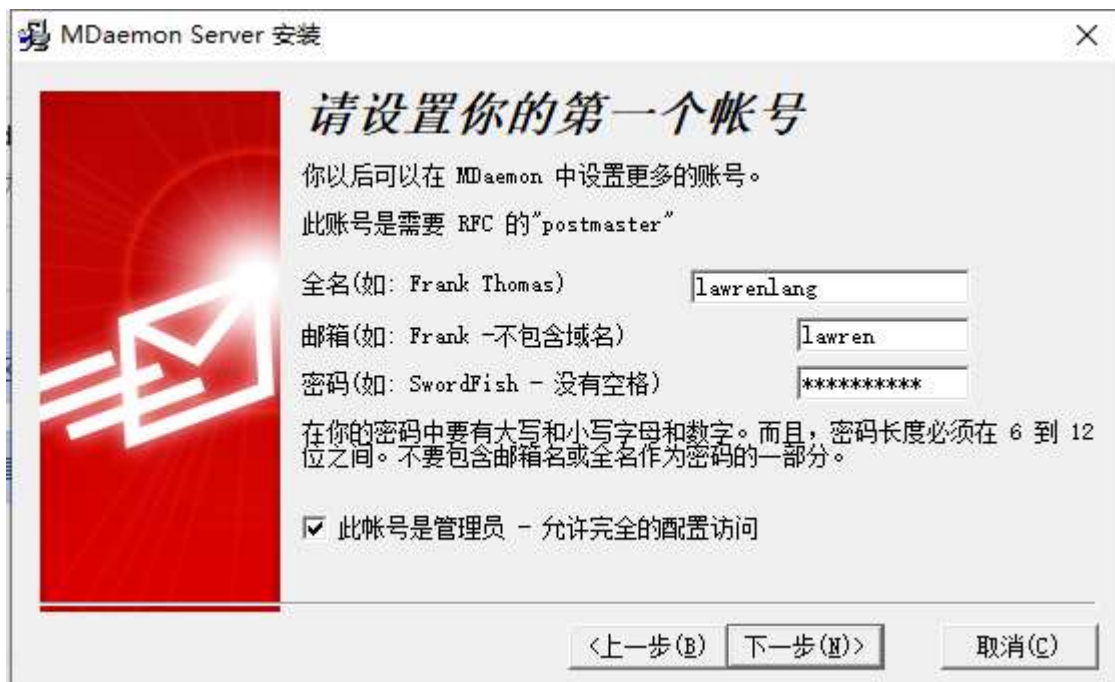 MDaemon Server 安装
请设置你的第一个帐号
你以后可以在 MDaemon 中设置更多的账号。
此账号是需要 RFC 的"postmaster"
全名(如: Frank Thomas)
lawrenlang
邮箱(如: Frank -不包含域名)
lawren
密码(如: SwordFish - 没有空格)
**********
在你的密码中要有大写和小写字母和数字。而且，密码长度必须在 6 到 12
位之间。不要包含邮箱名或全名作为密码的一部分。
此帐号是管理员 - 允许完全的配置访问
<上一步(B) 下一步(N)> 取消(C)